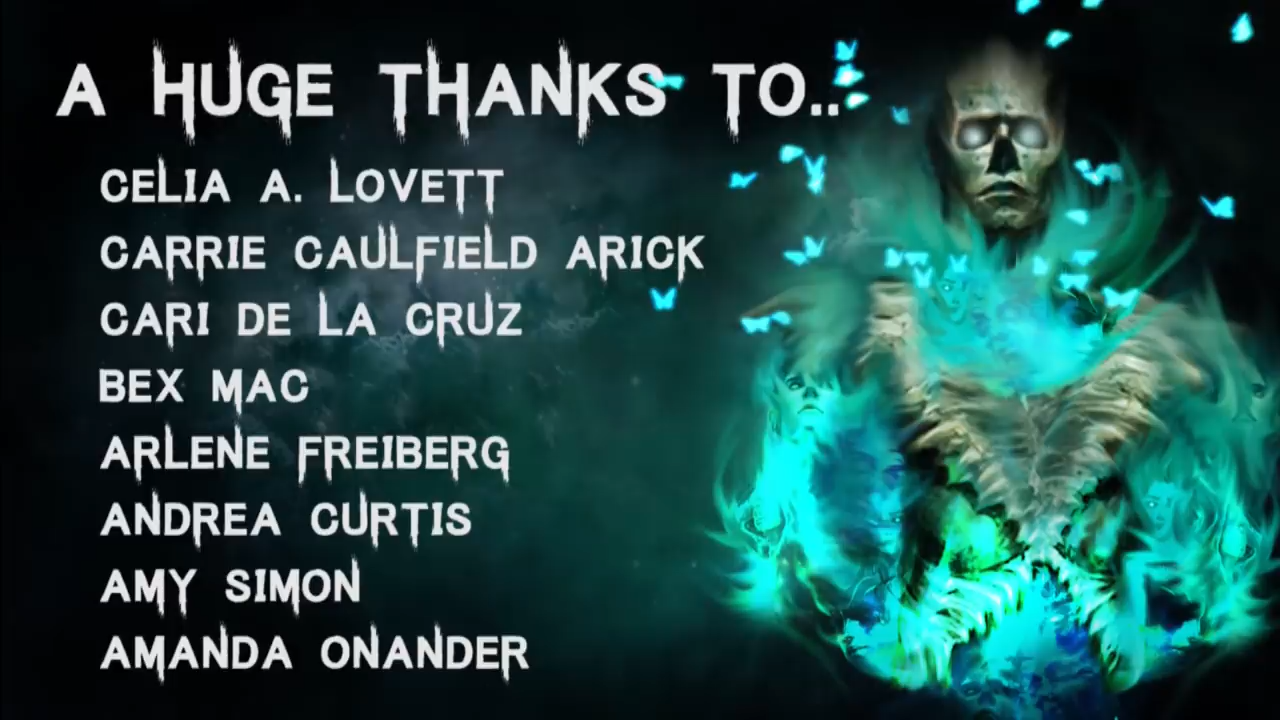 A HUGE THANKS TO..
CELIA A. LOVETT
CARRIE CAULFIELD ARICK
CARI DE LA CRUZ
BEX MAC
ARLENE FREIBERG
ANDREA CURTIS
AMY SIMON
AMANDA ONANDER